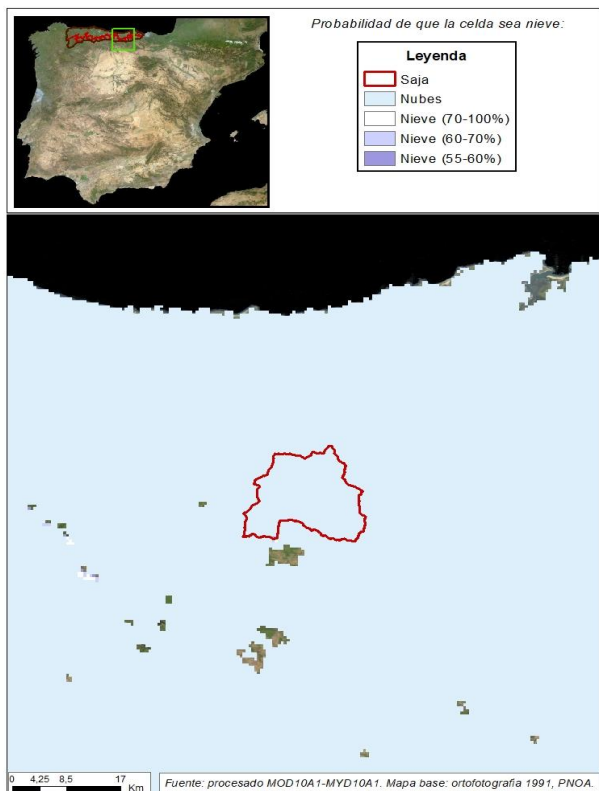 Probabilidad de que la celda sea nieve:
Leyenda
Saja
Nubes
Nieve (70-100%)
Nieve (60-70%)
Nieve (55-60%)
0 4,25 8,5 17
Km
Fuente: procesado MOD10A1-MYD10A1. Mapa base: ortofotografia 1991, PNOA.